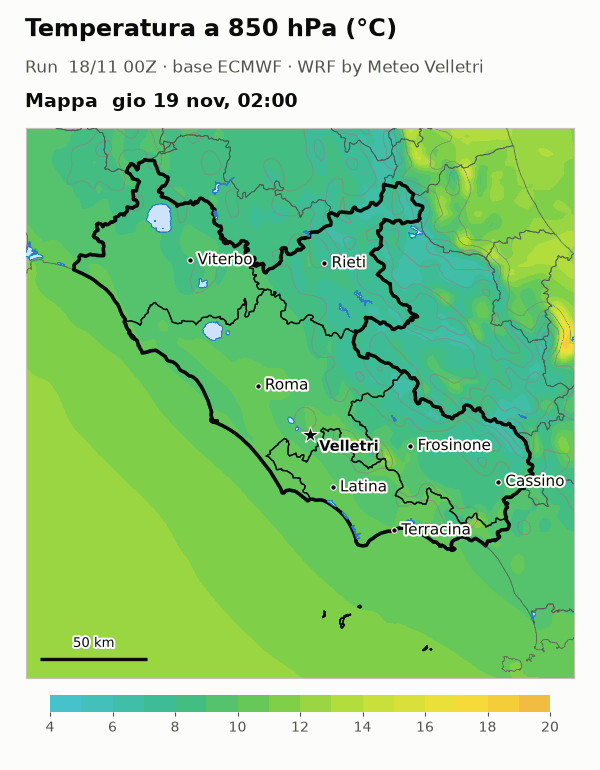 Temperatura a 850 hPa (°C)
Run  18/11 00Z · base ECMWF · WRF by Meteo Velletri
Mappa  gio 19 nov, 02:00
Viterbo
Rieti
Roma
Velletri
Frosinone
Cassino
Latina
Terracina
50 km
4 6 8 10 12 14 16 18 20